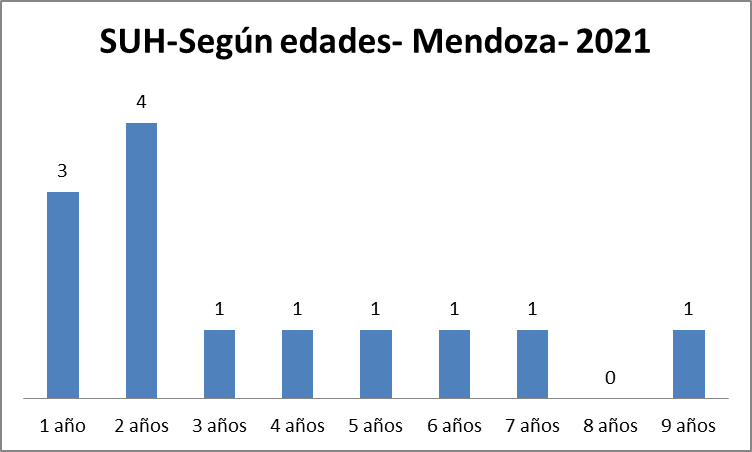 SUH-Según edades- Mendoza- 2021
3
4
1
1
1
1
1
0
1
1 año
2 años
3 años
4 años
5 años
6 años
7 años
8 años
9 años